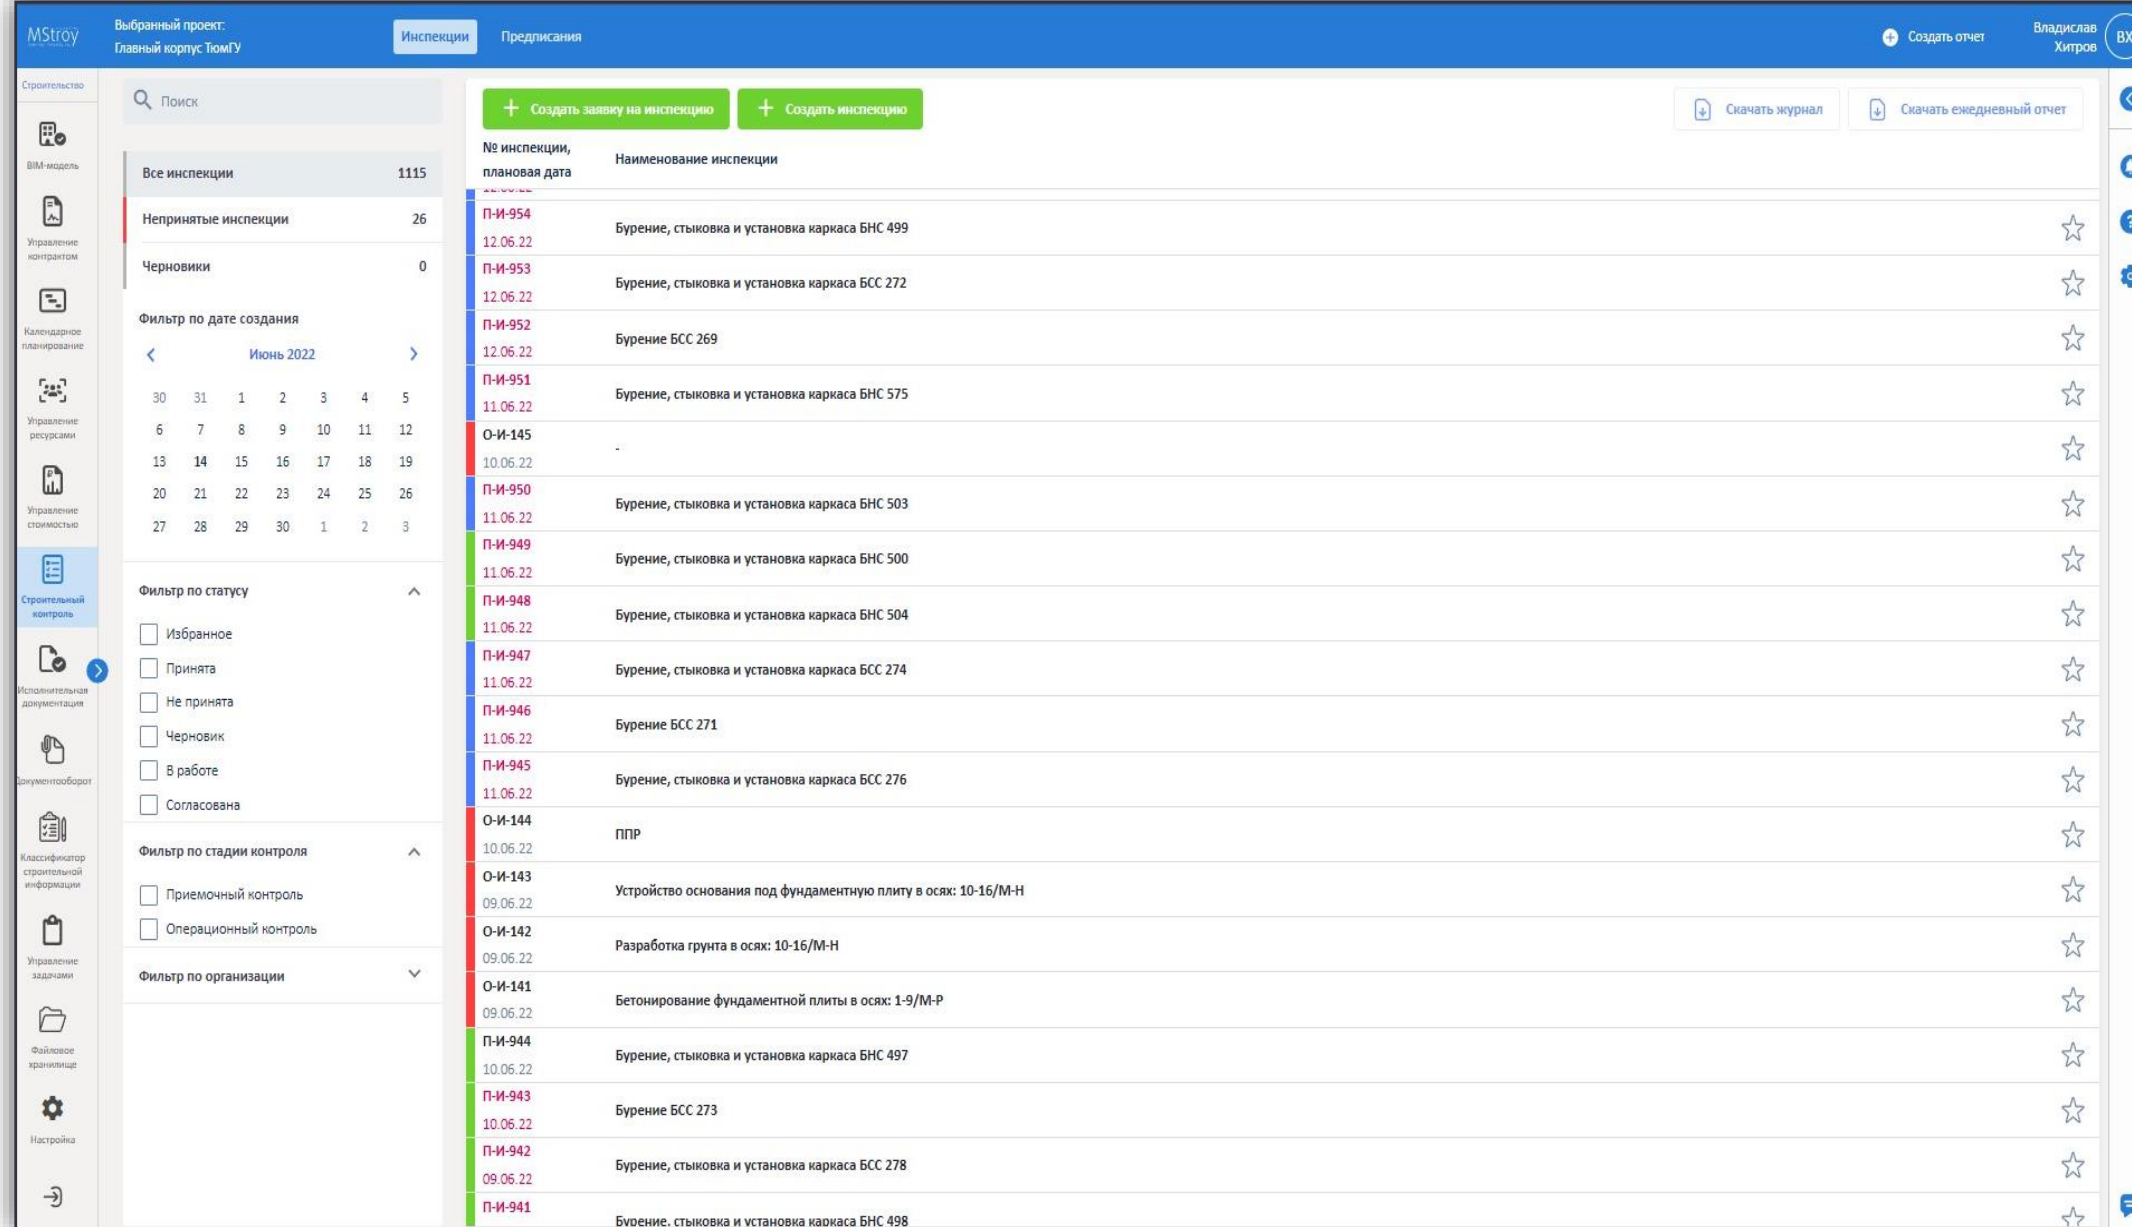 MStroy
Выбранный проект:
Главный корпус ТюмГУ
Инспекции
Предписания
Создать отчет
Владислав
Хитров
ВХ
Строительство
BIM-модель
Управление
контрактом
Календарное
планирование
Управление
ресурсами
Управление
стоимостью
Строительный
контроль
Исполнительная
документация
Документооборот
Классификатор
строительной
информации
Управление
задачами
Файловое
хранилище
Настройка
Поиск
Все инспекции 1115
Непринятые инспекции 26
Черновики 0
Фильтр по дате создания
Июнь 2022
30 31 1 2 3 4 5
6 7 8 9 10 11 12
13 14 15 16 17 18 19
20 21 22 23 24 25 26
27 28 29 30 1 2 3
Фильтр по статусу
Избранное
Принята
Не принята
Черновик
В работе
Согласована
Фильтр по стадии контроля
Приемочный контроль
Операционный контроль
Фильтр по организации
Создать заявку на инспекцию
Создать инспекцию
Скачать журнал
Скачать ежедневный отчет
№ инспекции,
плановая дата
Наименование инспекции
П-И-954
12.06.22
Бурение, стыковка и установка каркаса БНС 499
П-И-953
12.06.22
Бурение, стыковка и установка каркаса БСС 272
П-И-952
12.06.22
Бурение БСС 269
П-И-951
11.06.22
Бурение, стыковка и установка каркаса БНС 575
О-И-145
10.06.22
-
П-И-950
11.06.22
Бурение, стыковка и установка каркаса БНС 503
П-И-949
11.06.22
Бурение, стыковка и установка каркаса БНС 500
П-И-948
11.06.22
Бурение, стыковка и установка каркаса БНС 504
П-И-947
11.06.22
Бурение, стыковка и установка каркаса БСС 274
П-И-946
11.06.22
Бурение БСС 271
П-И-945
11.06.22
Бурение, стыковка и установка каркаса БСС 276
О-И-144
10.06.22
ППР
О-И-143
09.06.22
Устройство основания под фундаментную плиту в осях: 10-16/М-Н
О-И-142
09.06.22
Разработка грунта в осях: 10-16/М-Н
О-И-141
09.06.22
Бетонирование фундаментной плиты в осях: 1-9/М-Р
П-И-944
10.06.22
Бурение, стыковка и установка каркаса БНС 497
П-И-943
10.06.22
Бурение БСС 273
П-И-942
09.06.22
Бурение, стыковка и установка каркаса БСС 278
П-И-941
Бурение, стыковка и установка каркаса БНС 498